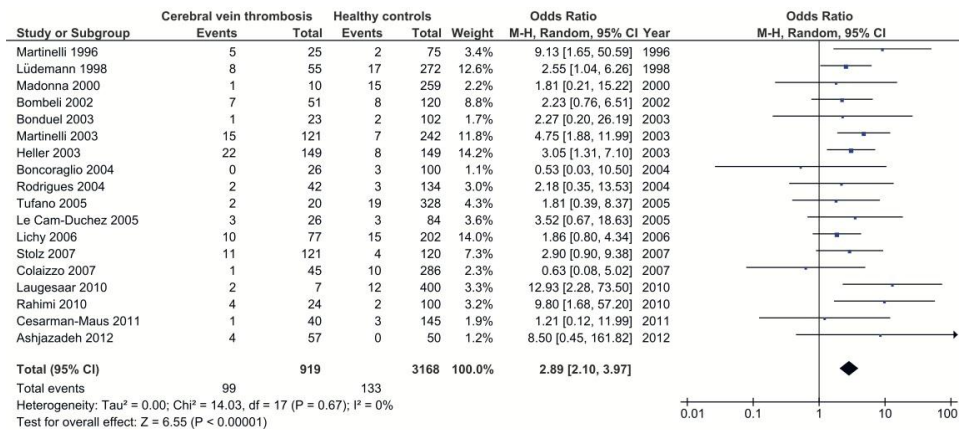 Cerebral vein thrombosis Healthy controls Odds Ratio Odds Ratio
Study or Subgroup Events Total Events Total Weight M-H, Random, 95% CI Year M-H, Random, 95% CI
Martinelli 1996 5 25 2 75 3.4% 9.13 [1.65, 50.59] 1996
Lüdemann 1998 8 55 17 272 12.6% 2.55 [1.04, 6.26] 1998
Madonna 2000 1 10 15 259 2.2% 1.81 [0.21, 15.22] 2000
Bombeli 2002 7 51 8 120 8.8% 2.23 [0.76, 6.51] 2002
Bonduel 2003 1 23 2 102 1.7% 2.27 [0.20, 26.19] 2003
Martinelli 2003 15 121 7 242 11.8% 4.75 [1.88, 11.99] 2003
Heller 2003 22 149 8 149 14.2% 3.05 [1.31, 7.10] 2003
Boncoraglio 2004 0 26 3 100 1.1% 0.53 [0.03, 10.50] 2004
Rodrigues 2004 2 42 3 134 3.0% 2.18 [0.35, 13.53] 2004
Tufano 2005 2 20 19 328 4.2% 1.81 [0.39, 8.37] 2005
Le Cam-Duchez 2005 3 26 3 84 3.6% 3.52 [0.67, 18.63] 2005
Lichy 2006 10 77 15 202 14.0% 1.86 [0.80, 4.34] 2006
Stolz 2007 11 121 4 120 7.3% 2.90 [0.90, 9.38] 2007
Colaizzo 2007 1 45 10 286 2.3% 0.63 [0.08, 5.02] 2007
Laugesaar 2010 2 7 12 400 3.3% 12.93 [2.28, 73.50] 2010
Rahimi 2010 4 24 2 100 3.2% 9.80 [1.68, 57.20] 2010
Cesarman-Maus 2011 1 40 3 145 1.9% 1.21 [0.12, 11.99] 2011
Ashjazadeh 2012 4 57 0 50 1.2% 8.50 [0.45, 161.82] 2012
Total (95% CI) 919 3168 100.0% 2.89 [2.10, 3.97]
Total events 99 133
Heterogeneity: Tau² = 0.00; Chi² = 14.03, df = 17 (P = 0.67); I² = 0%
Test for overall effect: Z = 6.55 (P < 0.00001)
0.01 0.1 1 10 100